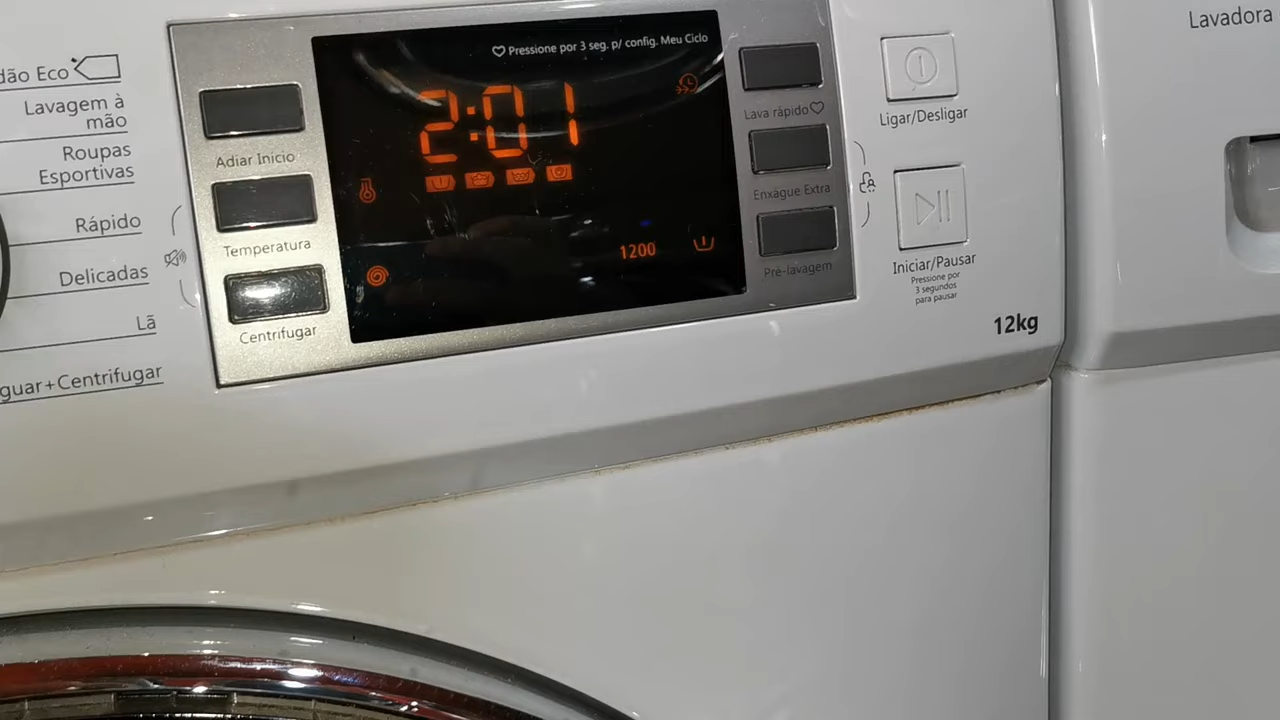 dão Eco
Lavagem à
mão
Roupas
Esportivas
Rápido
Delicadas
Lã
guar+Centrifugar
Adiar Início
Temperatura
Centrifugar
Pressione por 3 seg. p/ config. Meu Ciclo
2:01
1200
Lava rápido
Enxágue Extra
Pré-lavagem
Ligar/Desligar
Iniciar/Pausar
Pressione por
3 segundos
para pausar
12kg
Lavadora